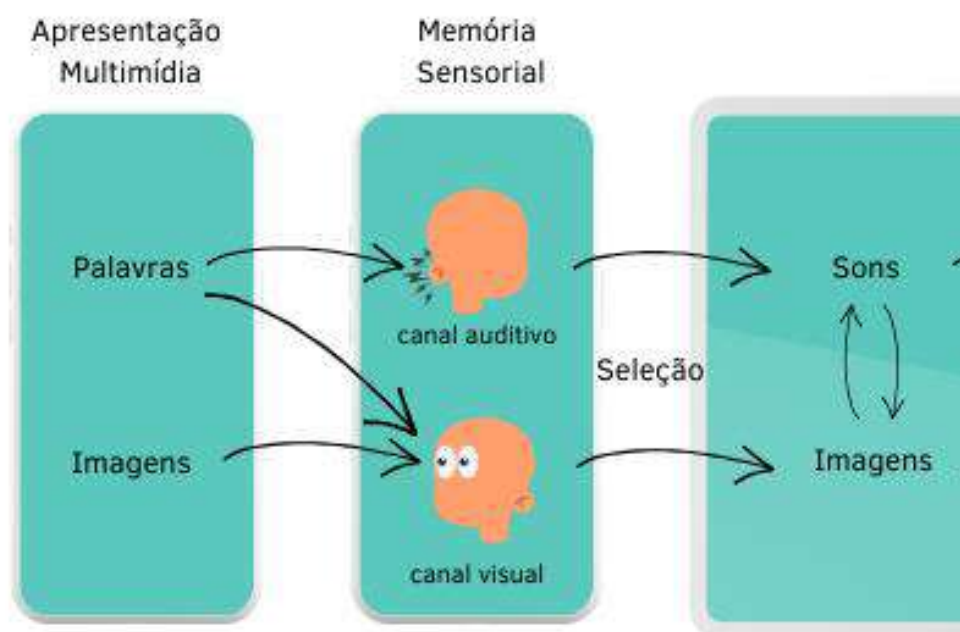 Apresentação
Multimídia
Memória
Sensorial
Palavras
Imagens
canal auditivo
canal visual
Seleção
Sons
Imagens